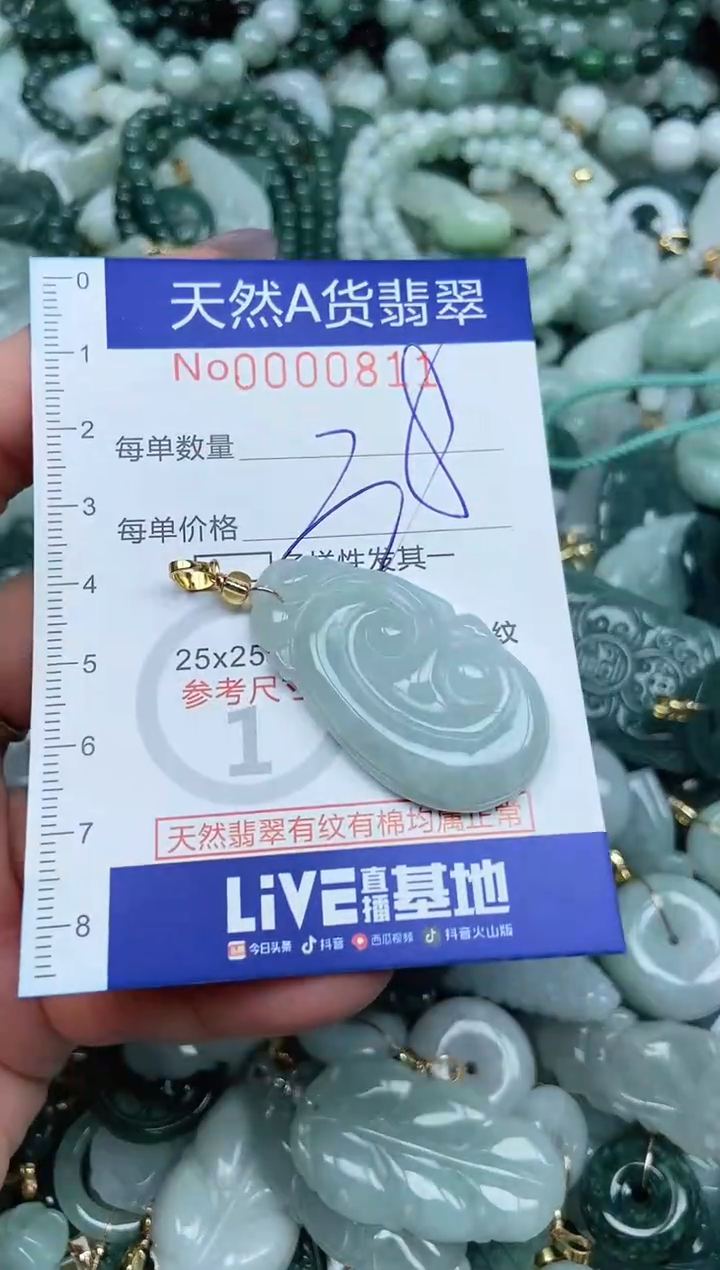 天然A货翡翠
No0000811
每单数量
38
每单价格
多样性发其一
纹
25x25
参考尺寸
1
天然翡翠有纹有棉均属正常
LiVE直播基地
今日头条 抖音 西瓜视频 抖音火山版
0
1
2
3
4
5
6
7
8